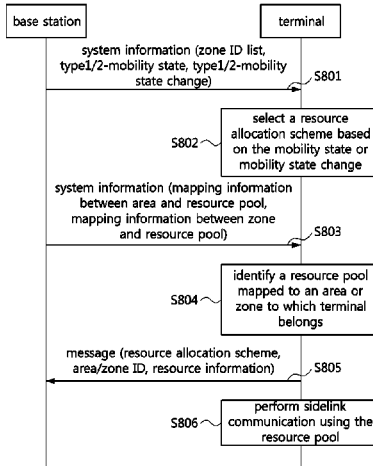 base station
terminal
system information (zone ID list,
type1/2-mobility state, type1/2-mobility
state change)
S801
select a resource
allocation scheme based
on the mobility state or
mobility state change
S802
system information (mapping information
between area and resource pool,
mapping information between zone
and resource pool)
S803
identify a resource pool
mapped to an area or
zone to which terminal
belongs
S804
message (resource allocation scheme,
area/zone ID, resource information)
S805
perform sidelink
communication using the
resource pool
S806